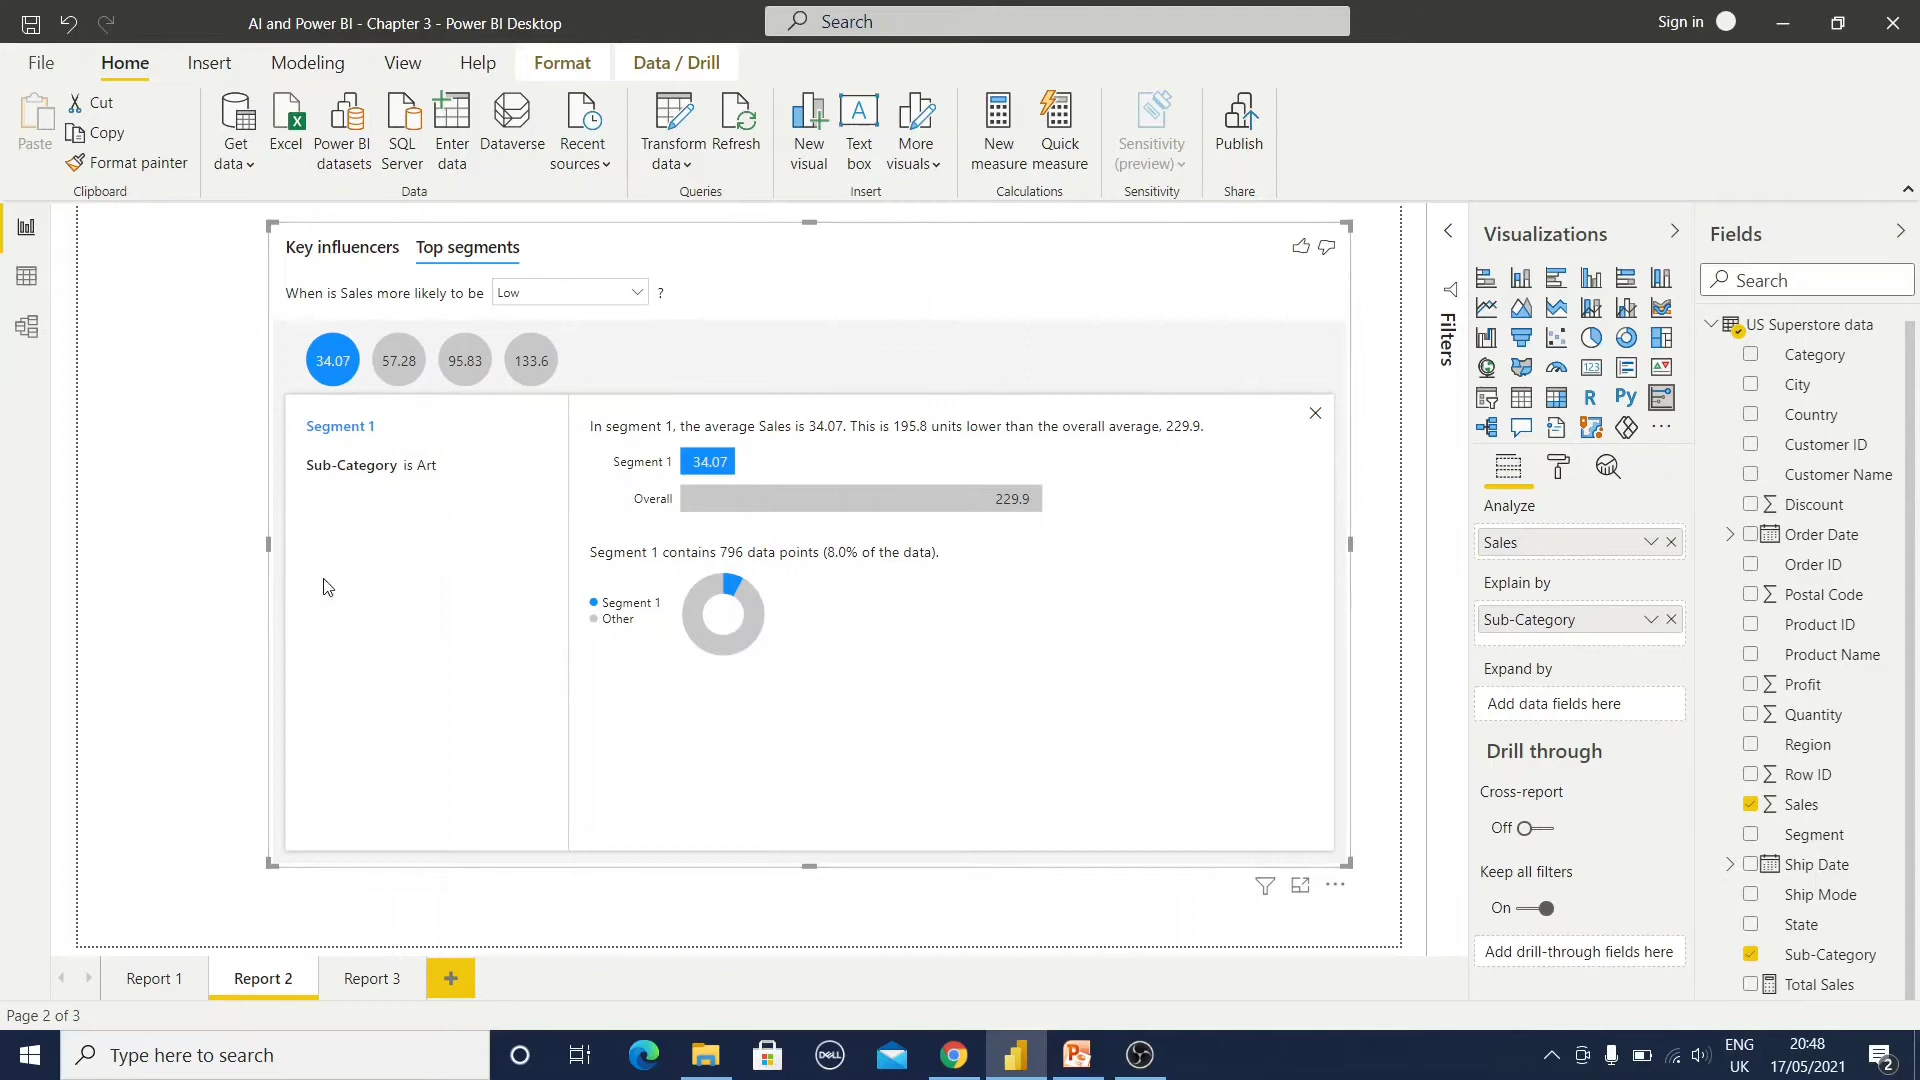 AI and Power BI - Chapter 3 - Power BI Desktop
Search
Sign in
File
Home
Insert
Modeling
View
Help
Format
Data / Drill
Paste
Cut
Copy
Format painter
Clipboard
Get
data
Excel
Power BI
datasets
SQL
Server
Enter
data
Dataverse
Recent
sources
Data
Transform
data
Refresh
Queries
New
visual
Text
box
More
visuals
Insert
New
measure
Quick
measure
Calculations
Sensitivity
(preview)
Sensitivity
Publish
Share
Key influencers
Top segments
When is Sales more likely to be
Low
?
34.07
57.28
95.83
133.6
Segment 1
Sub-Category is Art
In segment 1, the average Sales is 34.07. This is 195.8 units lower than the overall average, 229.9.
Segment 1
34.07
Overall
229.9
Segment 1 contains 796 data points (8.0% of the data).
Segment 1
Other
Filters
Visualizations
123
R
Py
Analyze
Sales
Explain by
Sub-Category
Expand by
Add data fields here
Drill through
Cross-report
Off
Keep all filters
On
Add drill-through fields here
Fields
Search
US Superstore data
Category
City
Country
Customer ID
Customer Name
Discount
Order Date
Order ID
Postal Code
Product ID
Product Name
Profit
Quantity
Region
Row ID
Sales
Segment
Ship Date
Ship Mode
State
Sub-Category
Total Sales
Report 1
Report 2
Report 3
Page 2 of 3
Type here to search
DELL
ENG
UK
20:48
17/05/2021
2